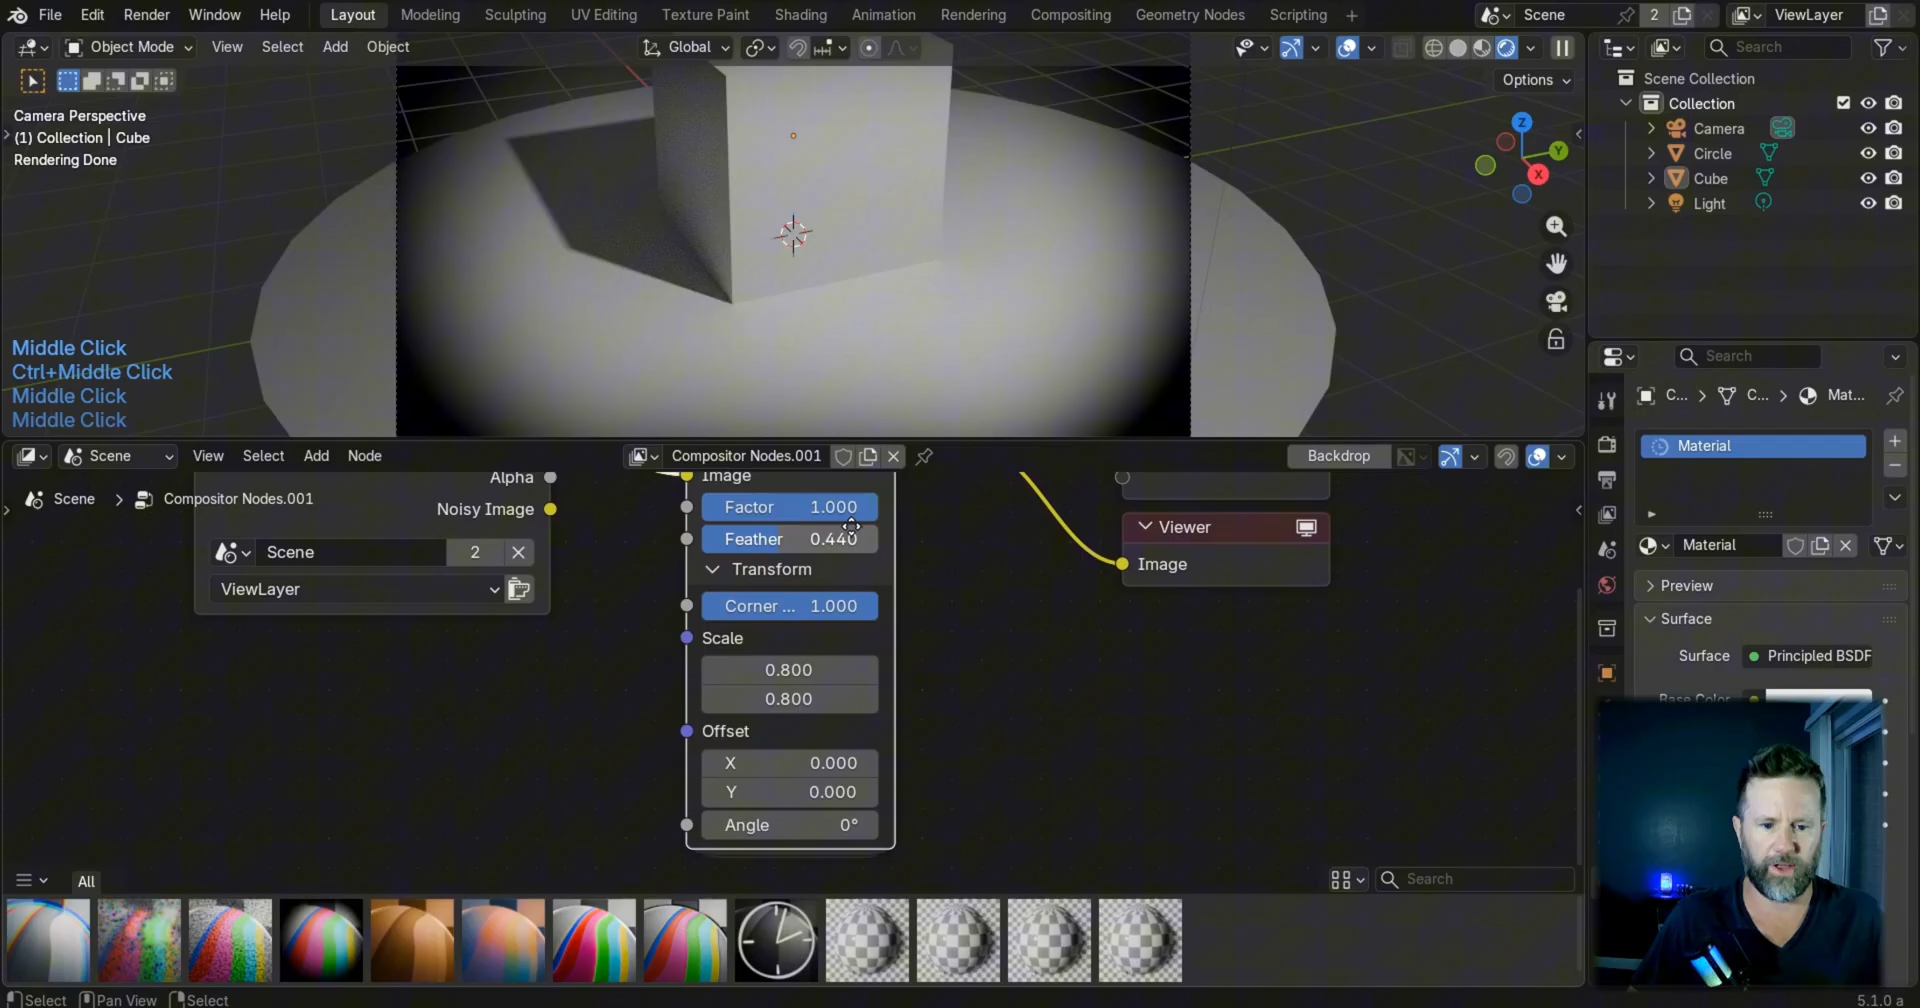 File Edit Render Window Help Layout Modeling Sculpting UV Editing Texture Paint Shading Animation Rendering Compositing Geometry Nodes Scripting + Scene 2 ViewLayer
Object Mode View Select Add Object Global Search
Options
Scene Collection
Collection
Camera
Circle
Cube
Light
Camera Perspective
(1) Collection | Cube
Rendering Done
Z
Y
X
Middle Click
Ctrl+Middle Click
Middle Click
Middle Click
Search
C... C... Mat...
Material
Material
Preview
Surface
Surface Principled BSDF
Base Color
Scene View Select Add Node Compositor Nodes.001 Backdrop
Scene > Compositor Nodes.001
Alpha
Noisy Image
Scene 2
ViewLayer
Image
Factor 1.000
Feather 0.440
Transform
Corner ... 1.000
Scale
0.800
0.800
Offset
X 0.000
Y 0.000
Angle 0°
Viewer
Image
All Search
Select Pan View Select 5.1.0 a